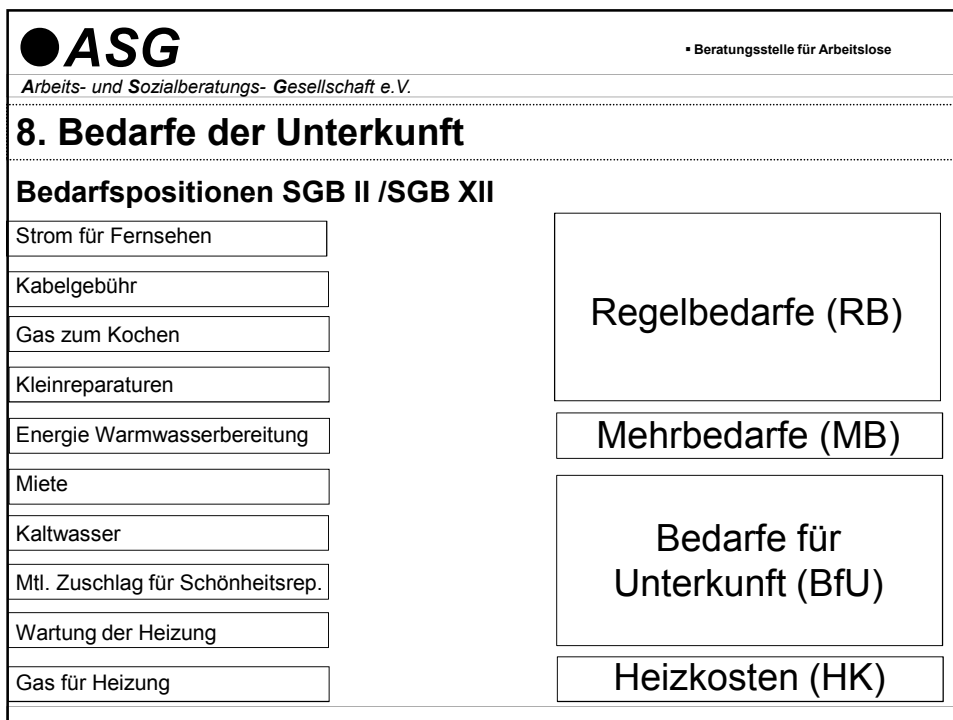 ●ASG
▪ Beratungsstelle für Arbeitslose
Arbeits- und Sozialberatungs- Gesellschaft e.V.
8. Bedarfe der Unterkunft
Bedarfspositionen SGB II /SGB XII
Strom für Fernsehen
Kabelgebühr
Gas zum Kochen
Kleinreparaturen
Energie Warmwasserbereitung
Miete
Kaltwasser
Mtl. Zuschlag für Schönheitsrep.
Wartung der Heizung
Gas für Heizung
Regelbedarfe (RB)
Mehrbedarfe (MB)
Bedarfe für
Unterkunft (BfU)
Heizkosten (HK)